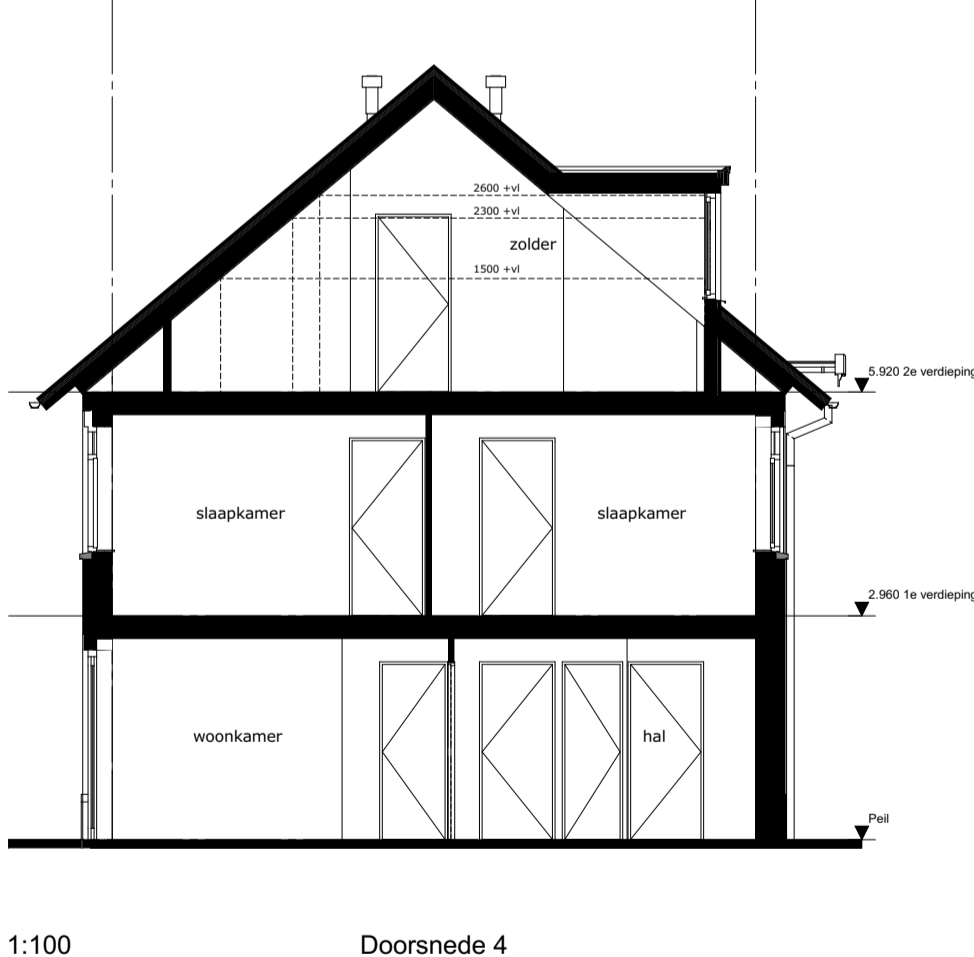 2600 +vl
2300 +vl
zolder
1500 +vl
5.920 2e verdieping
slaapkamer
slaapkamer
2.960 1e verdieping
woonkamer
hal
Peil
1:100
Doorsnede 4